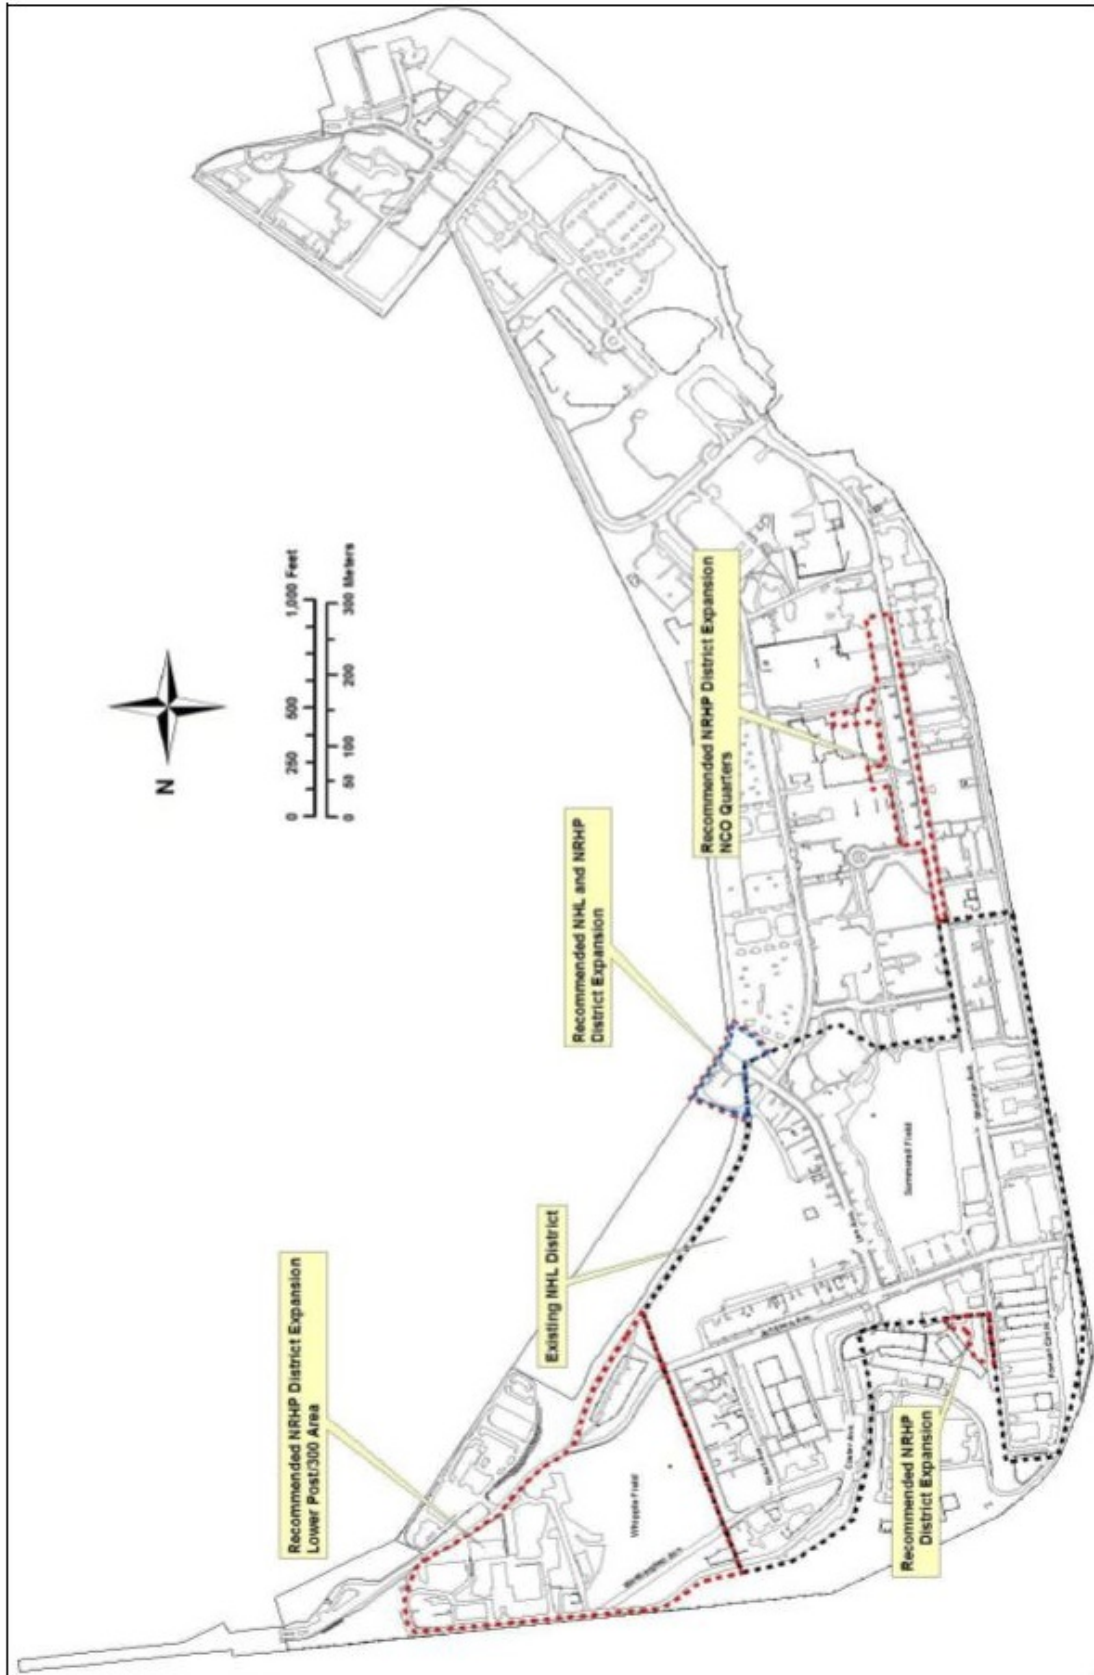 N
0 250 500 1,000 Feet
0 50 100 200 300 Meters
Recommended NRHP District Expansion
Lower Post/300 Area
Existing NHL District
Recommended NHL and NRHP
District Expansion
Recommended NRHP District Expansion
NCO Quarters
Recommended NRHP
District Expansion
Whipple Field
Summerall Field